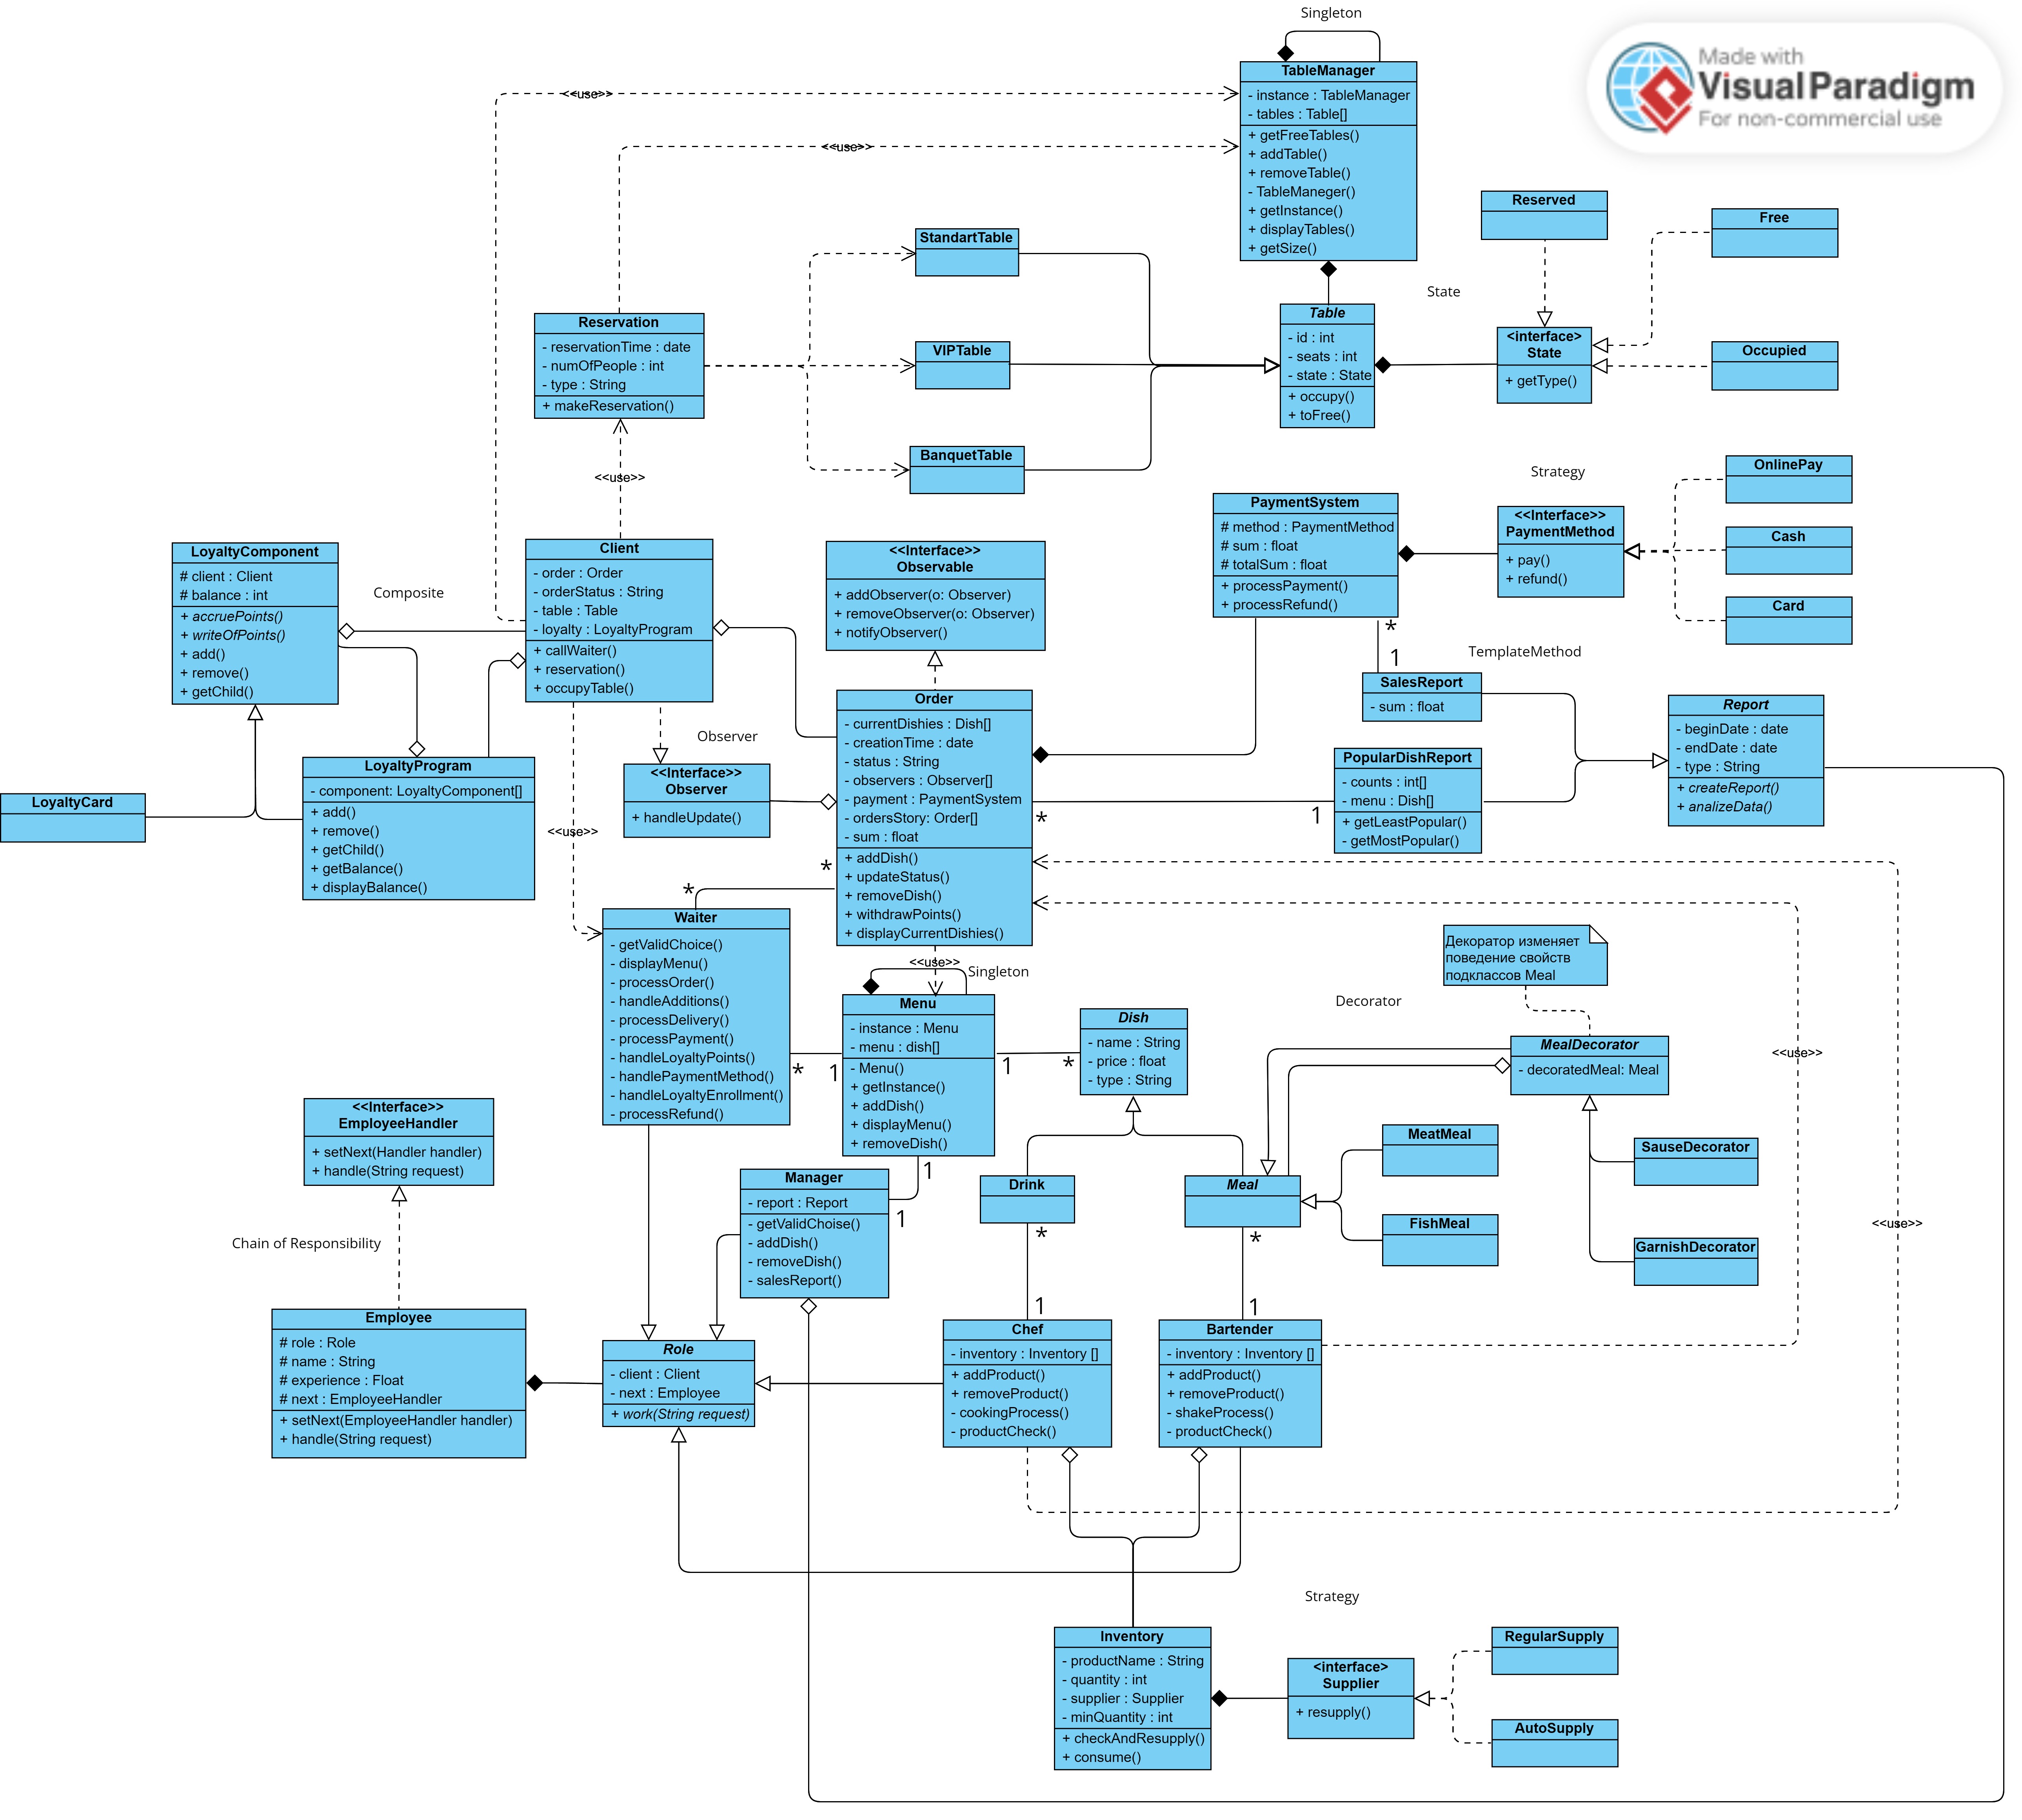 Singleton
Made with
Visual Paradigm
For non-commercial use
TableManager
- instance : TableManager
- tables : Table[]
+ getFreeTables()
+ addTable()
+ removeTable()
- TableManeger()
+ getInstance()
+ displayTables()
+ getSize()
<<use>>
<<use>>
Reserved
Free
StandartTable
State
Table
- id : int
- seats : int
- state : State
+ occupy()
+ toFree()
<interface>
State
+ getType()
Occupied
Reservation
- reservationTime : date
- numOfPeople : int
- type : String
+ makeReservation()
VIPTable
BanquetTable
<<use>>
Strategy
OnlinePay
PaymentSystem
# method : PaymentMethod
# sum : float
# totalSum : float
+ processPayment()
+ processRefund()
<<Interface>>
PaymentMethod
+ pay()
+ refund()
Cash
Card
LoyaltyComponent
# client : Client
# balance : int
+ accruePoints()
+ writeOfPoints()
+ add()
+ remove()
+ getChild()
Composite
Client
- order : Order
- orderStatus : String
- table : Table
- loyalty : LoyaltyProgram
+ callWaiter()
+ reservation()
+ occupyTable()
<<Interface>>
Observable
+ addObserver(o: Observer)
+ removeObserver(o: Observer)
+ notifyObserver()
*
1
TemplateMethod
SalesReport
- sum : float
Report
- beginDate : date
- endDate : date
- type : String
+ createReport()
+ analizeData()
Order
- currentDishies : Dish[]
- creationTime : date
- status : String
- observers : Observer[]
- payment : PaymentSystem
- ordersStory: Order[]
- sum : float
+ addDish()
+ updateStatus()
+ removeDish()
+ withdrawPoints()
+ displayCurrentDishies()
Observer
<<Interface>>
Observer
+ handleUpdate()
PopularDishReport
- counts : int[]
- menu : Dish[]
+ getLeastPopular()
- getMostPopular()
*
1
LoyaltyProgram
- component: LoyaltyComponent[]
+ add()
+ remove()
+ getChild()
+ getBalance()
+ displayBalance()
LoyaltyCard
<<use>>
*
*
Waiter
- getValidChoice()
- displayMenu()
- processOrder()
- handleAdditions()
- processDelivery()
- processPayment()
- handleLoyaltyPoints()
- handlePaymentMethod()
- handleLoyaltyEnrollment()
- processRefund()
<<use>>
Singleton
Menu
- instance : Menu
- menu : dish[]
- Menu()
+ getInstance()
+ addDish()
+ displayMenu()
+ removeDish()
*
1
1
*
Dish
- name : String
- price : float
- type : String
Декоратор изменяет
поведение свойств
подклассов Meal
Decorator
MealDecorator
- decoratedMeal: Meal
<<use>>
<<use>>
<<Interface>>
EmployeeHandler
+ setNext(Handler handler)
+ handle(String request)
MeatMeal
SauseDecorator
Manager
- report : Report
- getValidChoise()
- addDish()
- removeDish()
- salesReport()
1
1
Drink
Meal
FishMeal
GarnishDecorator
*
*
Chain of Responsibility
1
1
Employee
# role : Role
# name : String
# experience : Float
# next : EmployeeHandler
+ setNext(EmployeeHandler handler)
+ handle(String request)
Role
- client : Client
- next : Employee
+ work(String request)
Chef
- inventory : Inventory []
+ addProduct()
+ removeProduct()
- cookingProcess()
- productCheck()
Bartender
- inventory : Inventory []
+ addProduct()
+ removeProduct()
- shakeProcess()
- productCheck()
Strategy
Inventory
- productName : String
- quantity : int
- supplier : Supplier
- minQuantity : int
+ checkAndResupply()
+ consume()
<interface>
Supplier
+ resupply()
RegularSupply
AutoSupply